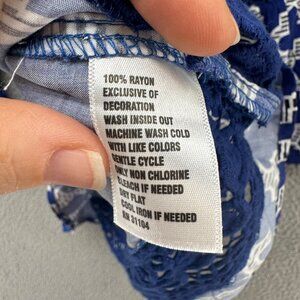 100% RAYON
EXCLUSIVE OF
DECORATION
WASH INSIDE OUT
MACHINE WASH COLD
WITH LIKE COLORS
GENTLE CYCLE
ONLY NON CHLORINE
BLEACH IF NEEDED
DRY FLAT
COOL IRON IF NEEDED
RN 31104